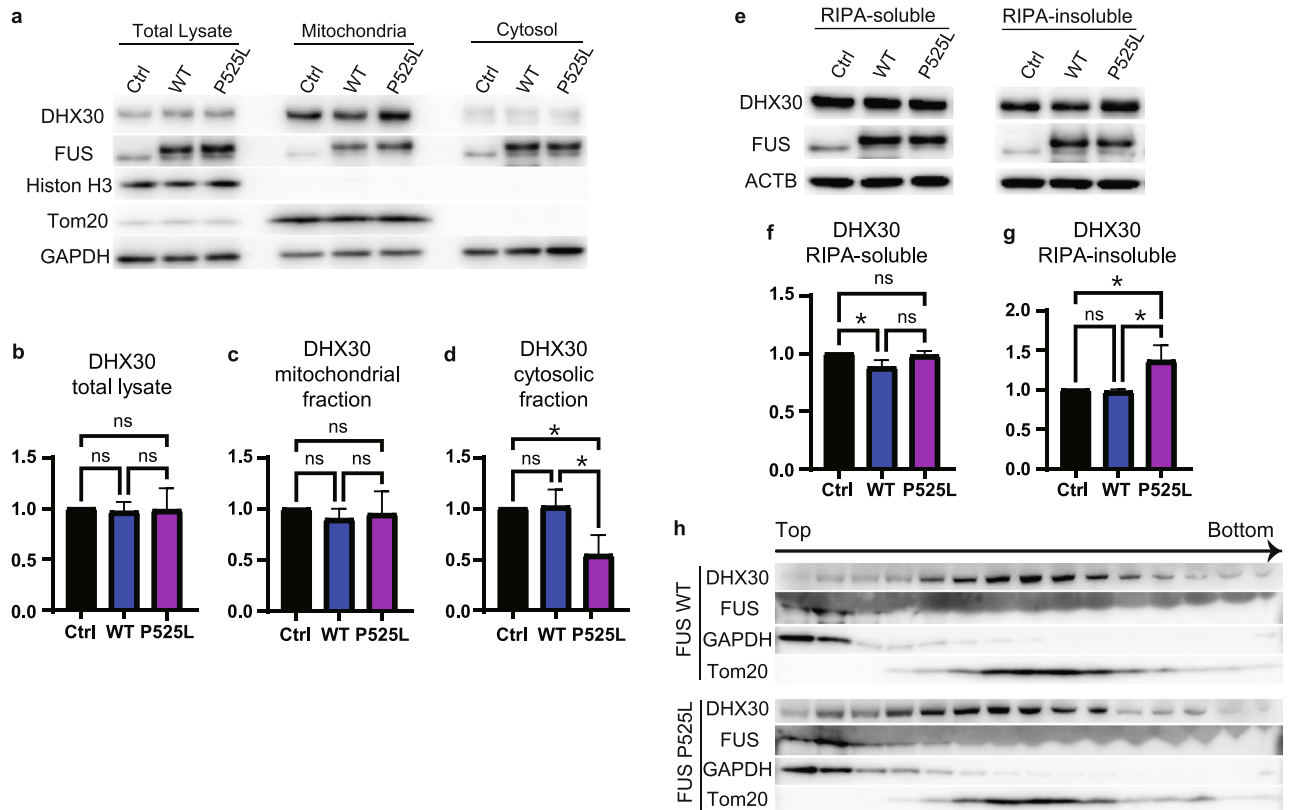 a
Total Lysate Mitochondria Cytosol
Ctrl WT P525L Ctrl WT P525L Ctrl WT P525L
DHX30
FUS
Histon H3
Tom20
GAPDH
b
DHX30
total lysate
ns
ns ns
1.5
1.0
0.5
0.0
Ctrl WT P525L
c
DHX30
mitochondrial
fraction
ns
ns ns
1.5
1.0
0.5
0.0
Ctrl WT P525L
d
DHX30
cytosolic
fraction
*
ns *
1.5
1.0
0.5
0.0
Ctrl WT P525L
e
RIPA-soluble RIPA-insoluble
Ctrl WT P525L Ctrl WT P525L
DHX30
FUS
ACTB
f
DHX30
RIPA-soluble
ns
* ns
1.5
1.0
0.5
0.0
Ctrl WT P525L
g
DHX30
RIPA-insoluble
*
ns *
2.0
1.5
1.0
0.5
0.0
Ctrl WT P525L
h
Top Bottom
FUS WT
DHX30
FUS
GAPDH
Tom20
FUS P525L
DHX30
FUS
GAPDH
Tom20